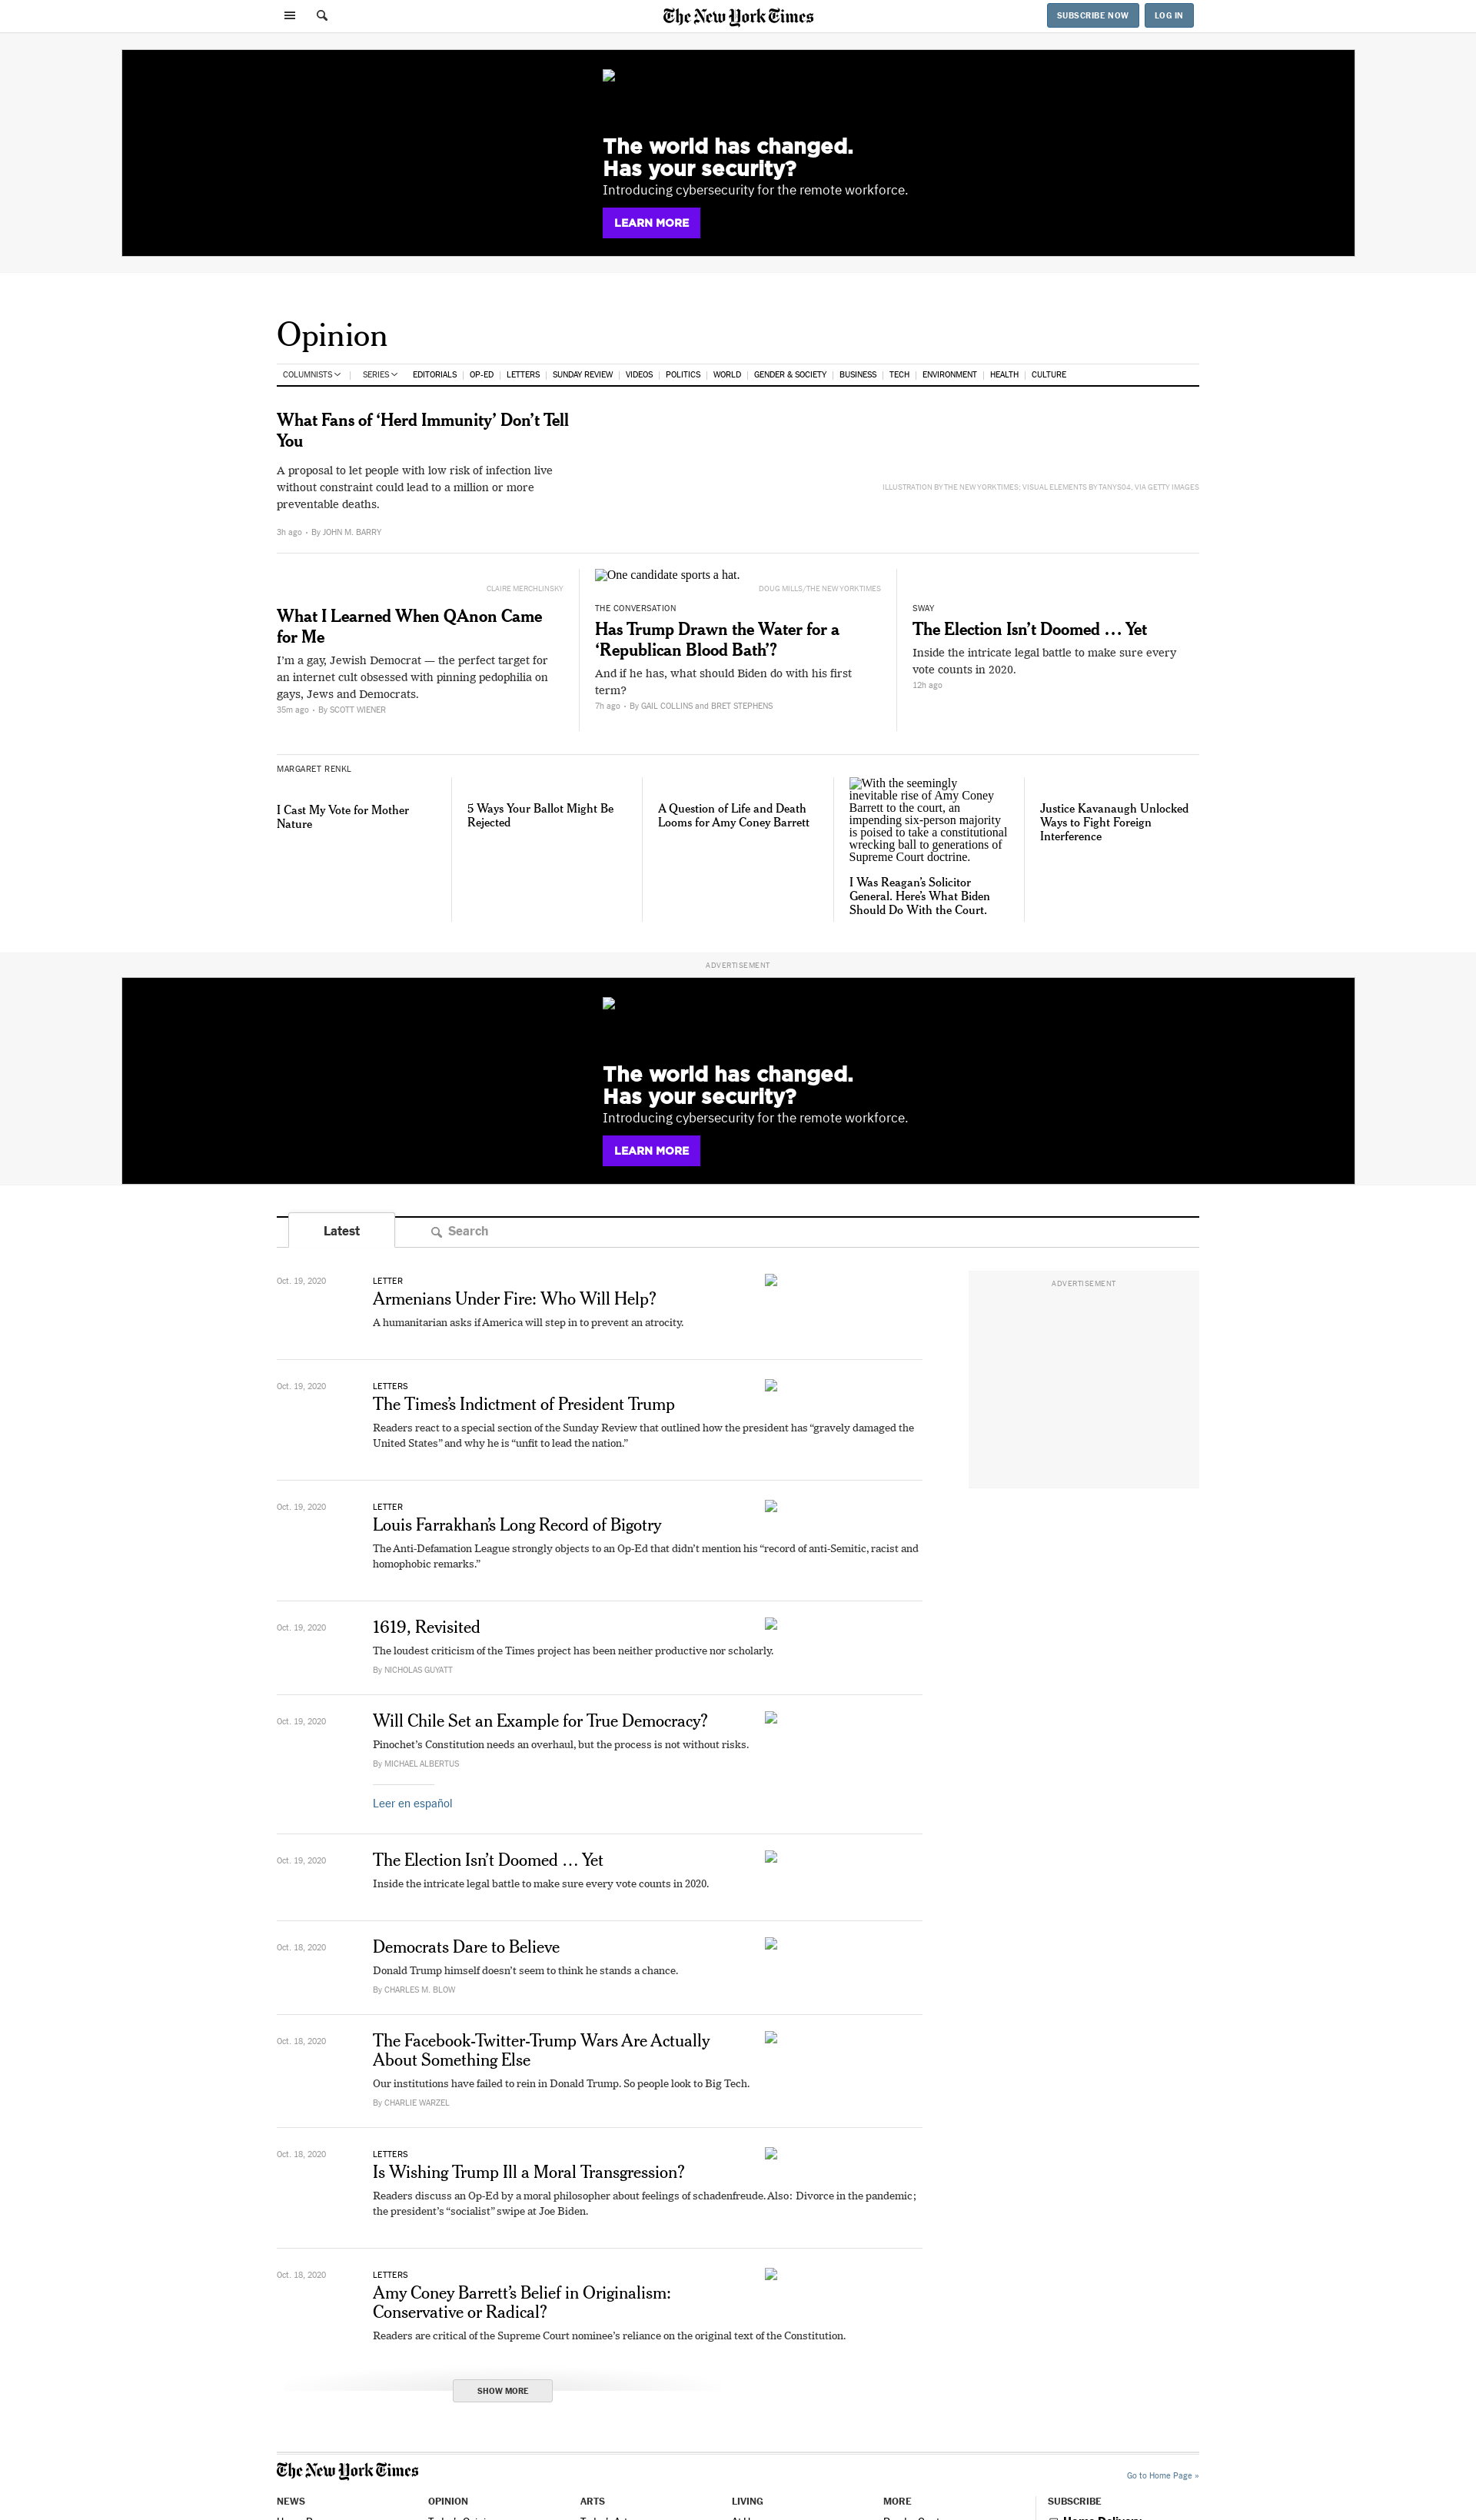 The New York Times
SUBSCRIBE NOW
LOG IN
The world has changed.
Has your security?
Introducing cybersecurity for the remote workforce.
LEARN MORE
Opinion
COLUMNISTS | SERIES EDITORIALS | OP-ED | LETTERS | SUNDAY REVIEW | VIDEOS | POLITICS | WORLD | GENDER & SOCIETY | BUSINESS | TECH | ENVIRONMENT | HEALTH | CULTURE
What Fans of ‘Herd Immunity’ Don’t Tell
You
A proposal to let people with low risk of infection live
without constraint could lead to a million or more
preventable deaths.
3h ago • By JOHN M. BARRY
ILLUSTRATION BY THE NEW YORK TIMES; VISUAL ELEMENTS BY TANYS04, VIA GETTY IMAGES
CLAIRE MERCHLINSKY
What I Learned When QAnon Came
for Me
I’m a gay, Jewish Democrat — the perfect target for
an internet cult obsessed with pinning pedophilia on
gays, Jews and Democrats.
35m ago • By SCOTT WIENER
One candidate sports a hat.
DOUG MILLS/THE NEW YORK TIMES
THE CONVERSATION
Has Trump Drawn the Water for a
‘Republican Blood Bath’?
And if he has, what should Biden do with his first
term?
7h ago • By GAIL COLLINS and BRET STEPHENS
SWAY
The Election Isn’t Doomed … Yet
Inside the intricate legal battle to make sure every
vote counts in 2020.
12h ago
MARGARET RENKL
I Cast My Vote for Mother
Nature
5 Ways Your Ballot Might Be
Rejected
A Question of Life and Death
Looms for Amy Coney Barrett
With the seemingly
inevitable rise of Amy Coney
Barrett to the court, an
impending six-person majority
is poised to take a constitutional
wrecking ball to generations of
Supreme Court doctrine.
I Was Reagan’s Solicitor
General. Here’s What Biden
Should Do With the Court.
Justice Kavanaugh Unlocked
Ways to Fight Foreign
Interference
ADVERTISEMENT
The world has changed.
Has your security?
Introducing cybersecurity for the remote workforce.
LEARN MORE
Latest
Search
ADVERTISEMENT
Oct. 19, 2020
LETTER
Armenians Under Fire: Who Will Help?
A humanitarian asks if America will step in to prevent an atrocity.
Oct. 19, 2020
LETTERS
The Times’s Indictment of President Trump
Readers react to a special section of the Sunday Review that outlined how the president has “gravely damaged the
United States” and why he is “unfit to lead the nation.”
Oct. 19, 2020
LETTER
Louis Farrakhan’s Long Record of Bigotry
The Anti-Defamation League strongly objects to an Op-Ed that didn’t mention his “record of anti-Semitic, racist and
homophobic remarks.”
Oct. 19, 2020
1619, Revisited
The loudest criticism of the Times project has been neither productive nor scholarly.
By NICHOLAS GUYATT
Oct. 19, 2020
Will Chile Set an Example for True Democracy?
Pinochet’s Constitution needs an overhaul, but the process is not without risks.
By MICHAEL ALBERTUS
Leer en español
Oct. 19, 2020
The Election Isn’t Doomed … Yet
Inside the intricate legal battle to make sure every vote counts in 2020.
Oct. 18, 2020
Democrats Dare to Believe
Donald Trump himself doesn’t seem to think he stands a chance.
By CHARLES M. BLOW
Oct. 18, 2020
The Facebook-Twitter-Trump Wars Are Actually
About Something Else
Our institutions have failed to rein in Donald Trump. So people look to Big Tech.
By CHARLIE WARZEL
Oct. 18, 2020
LETTERS
Is Wishing Trump Ill a Moral Transgression?
Readers discuss an Op-Ed by a moral philosopher about feelings of schadenfreude. Also: Divorce in the pandemic;
the president’s “socialist” swipe at Joe Biden.
Oct. 18, 2020
LETTERS
Amy Coney Barrett’s Belief in Originalism:
Conservative or Radical?
Readers are critical of the Supreme Court nominee’s reliance on the original text of the Constitution.
SHOW MORE
The New York Times
Go to Home Page »
NEWS
OPINION
ARTS
LIVING
MORE
SUBSCRIBE